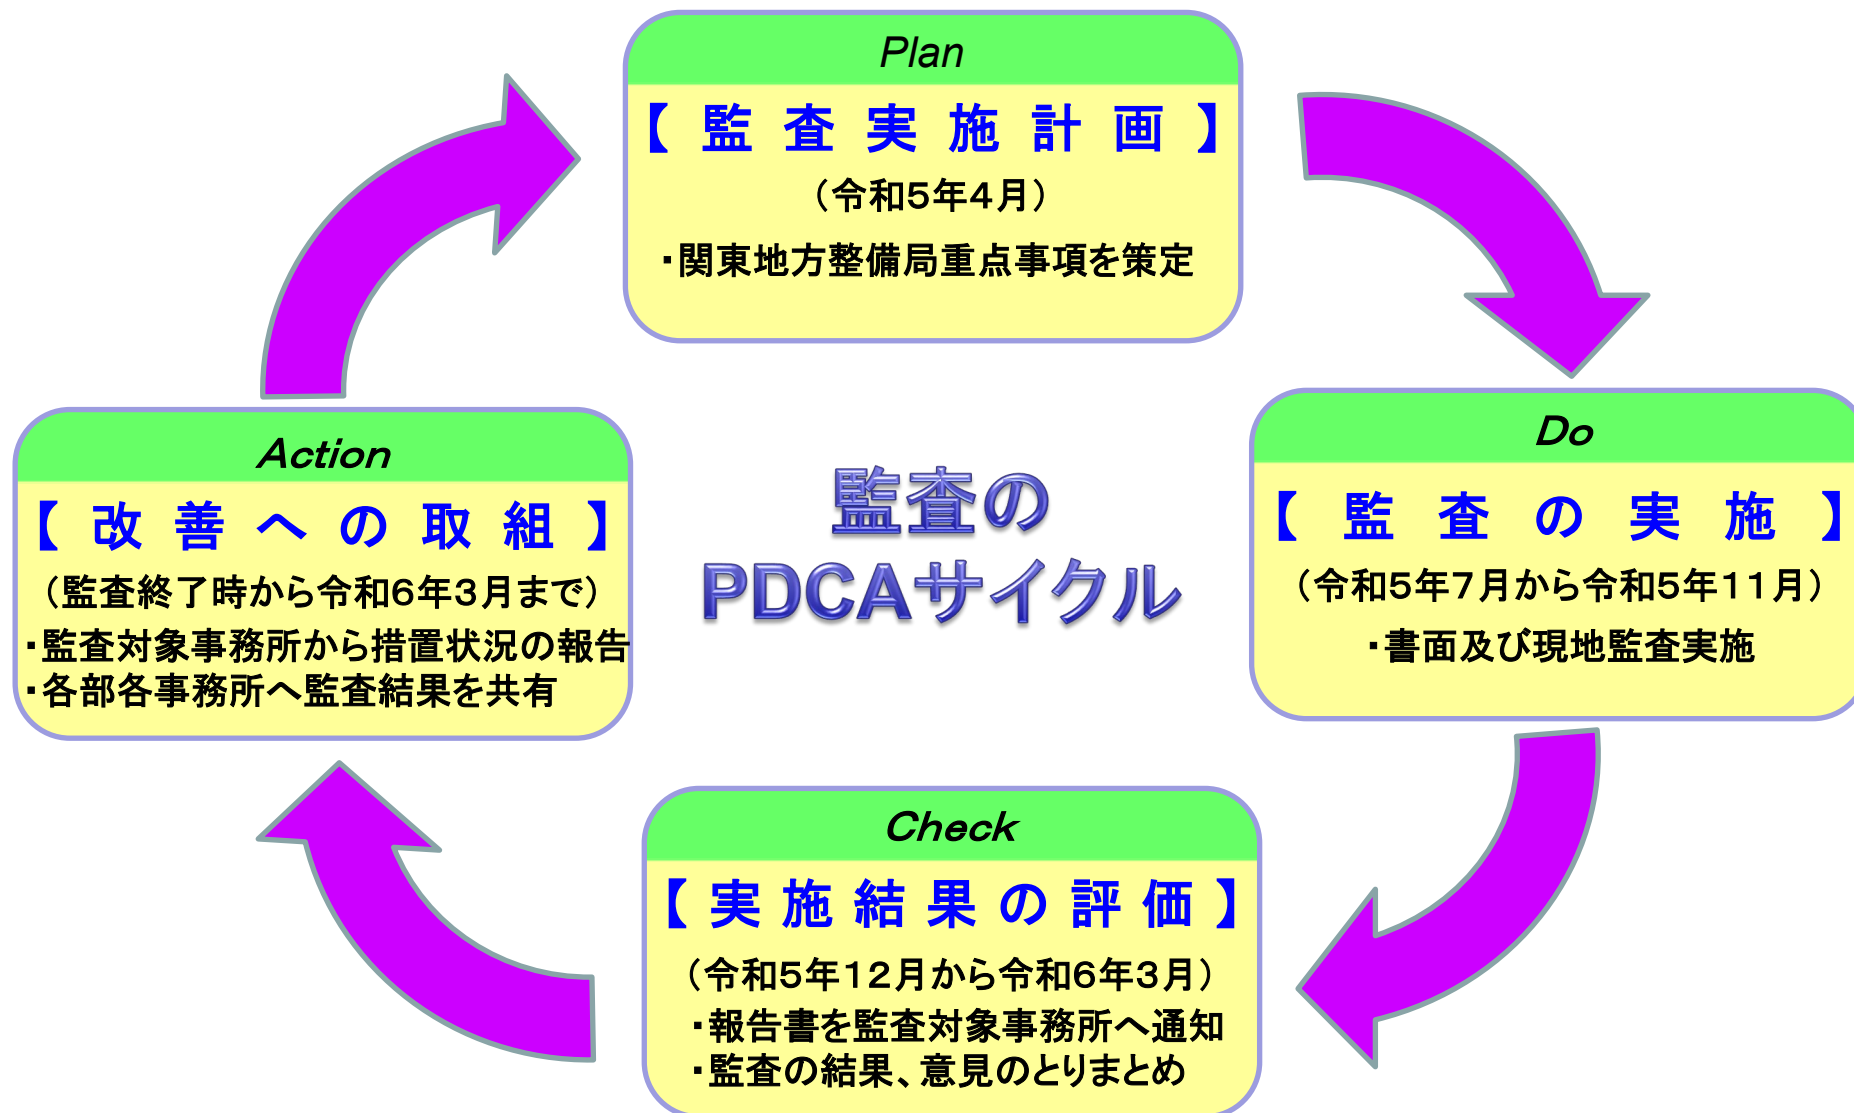 Plan
【監査実施計画】
（令和5年4月）
・関東地方整備局重点事項を策定
Do
【監査の実施】
（令和5年7月から令和5年11月）
・書面及び現地監査実施
Check
【実施結果の評価】
（令和5年12月から令和6年3月）
・報告書を監査対象事務所へ通知
・監査の結果、意見のとりまとめ
Action
【改善への取組】
（監査終了時から令和6年3月まで）
・監査対象事務所から措置状況の報告
・各部各事務所へ監査結果を共有
監査の
PDCAサイクル